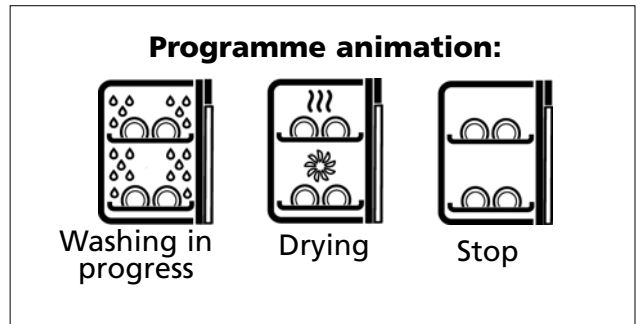 Programme animation:
Washing in
progress
Drying
Stop